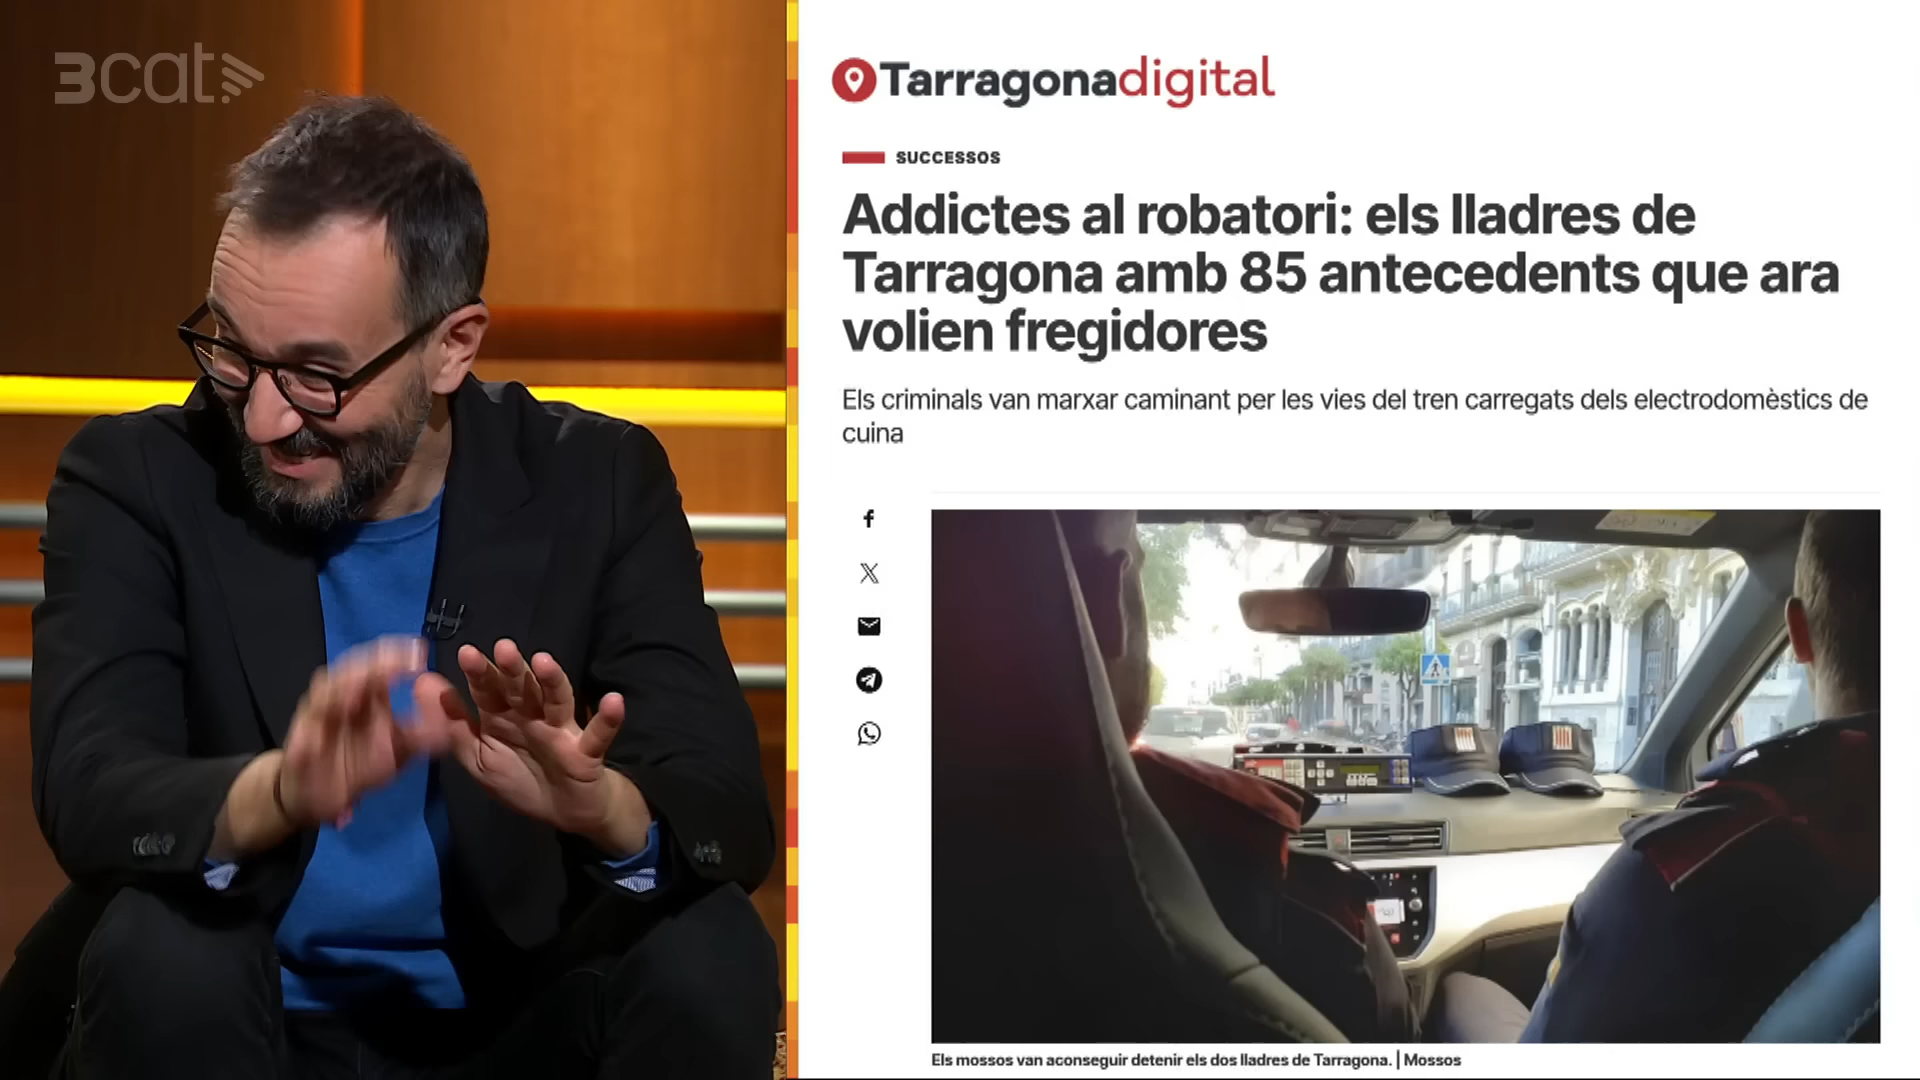 3cat
Tarragonadigital
SUCCESSOS
Addictes al robatori: els lladres de
Tarragona amb 85 antecedents que ara
volien fregidores
Els criminals van marxar caminant per les vies del tren carregats dels electrodomèstics de
cuina
Els mossos van aconseguir detenir els dos lladres de Tarragona. | Mossos